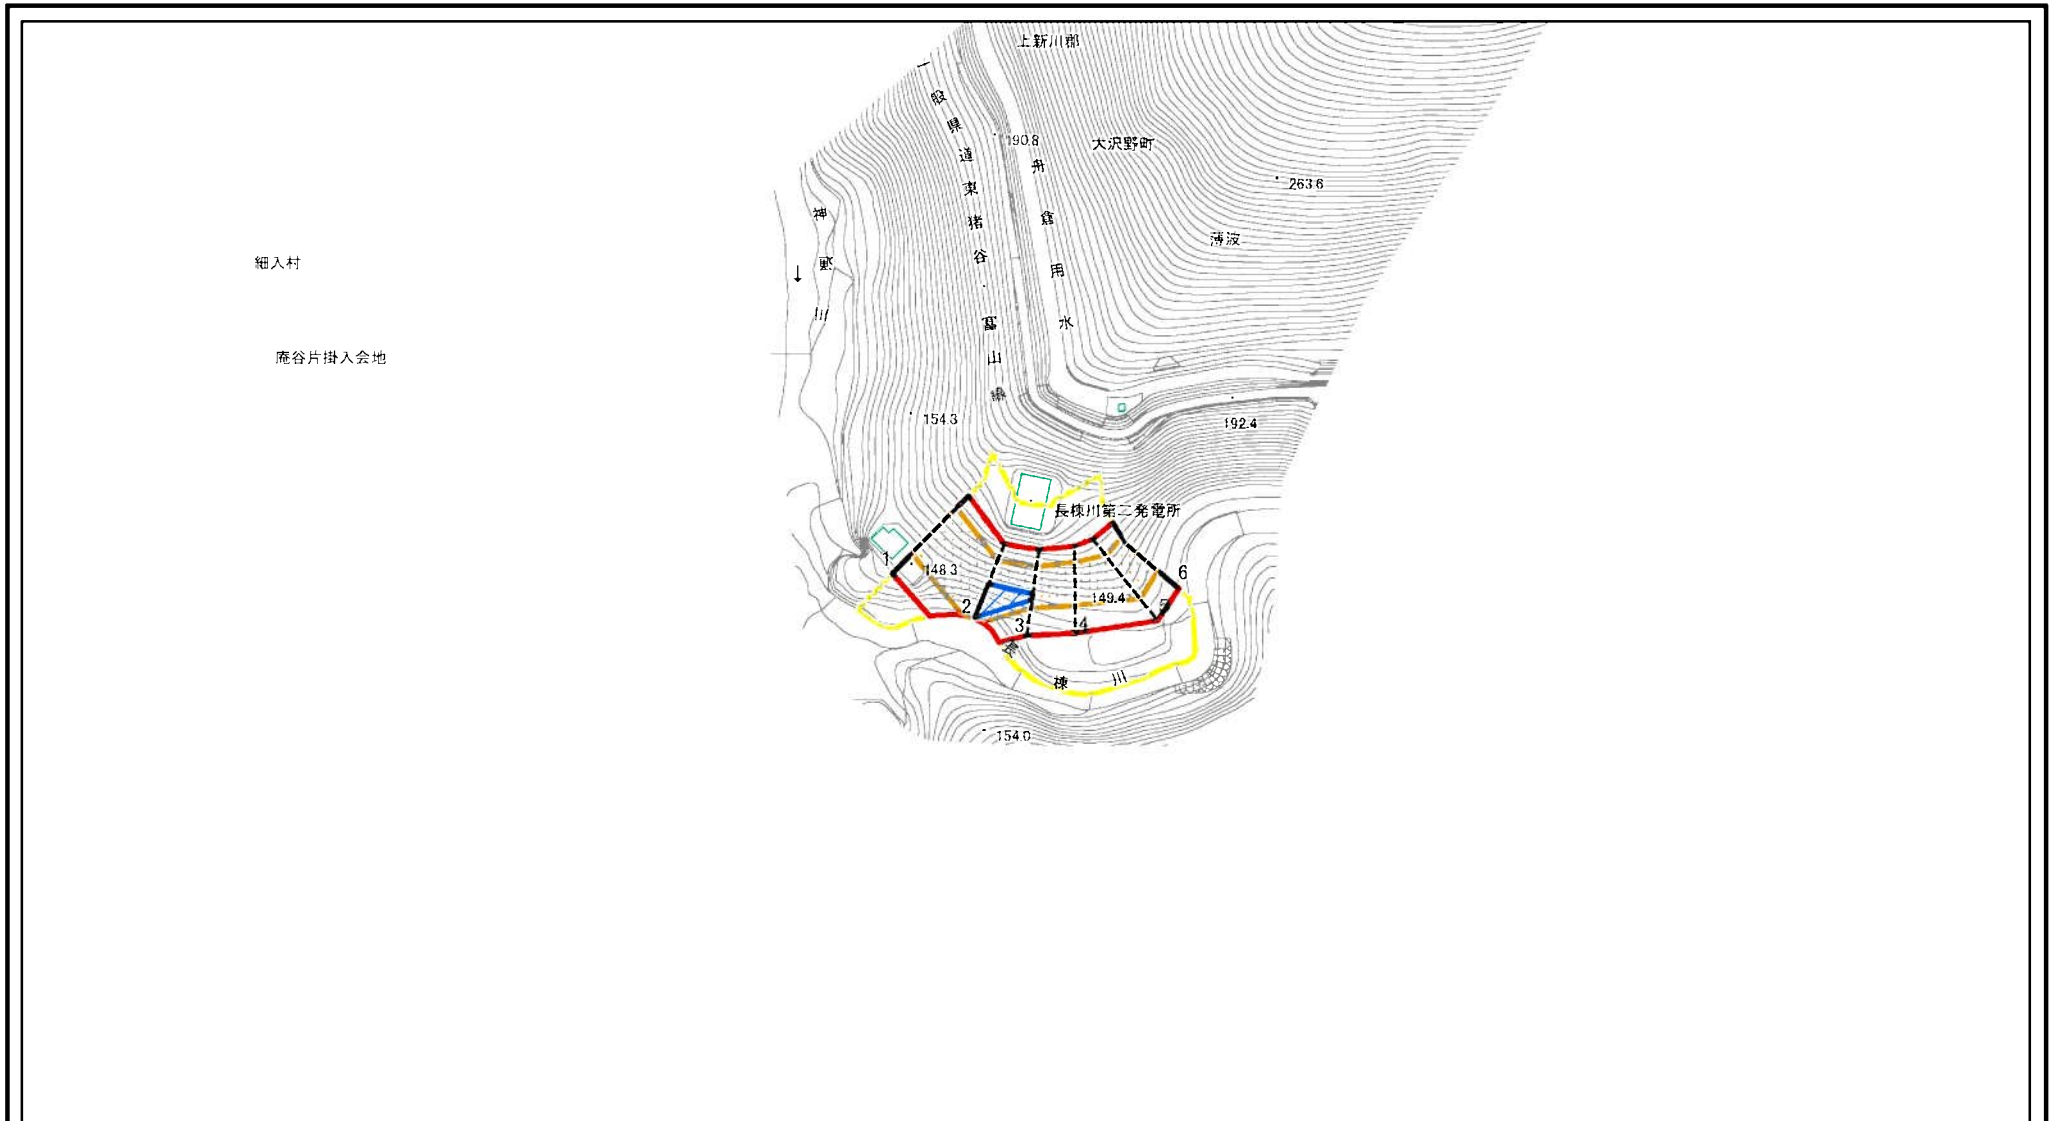 上新川郡
一般県道東猪谷・富山線
190.8
大沢野町
舟倉用水
263.6
薄波
神通川
細入村
庵谷片掛入会地
154.3
192.4
長棟川第二発電所
1
148.3
6
2
149.4
5
3
4
長棟川
154.0